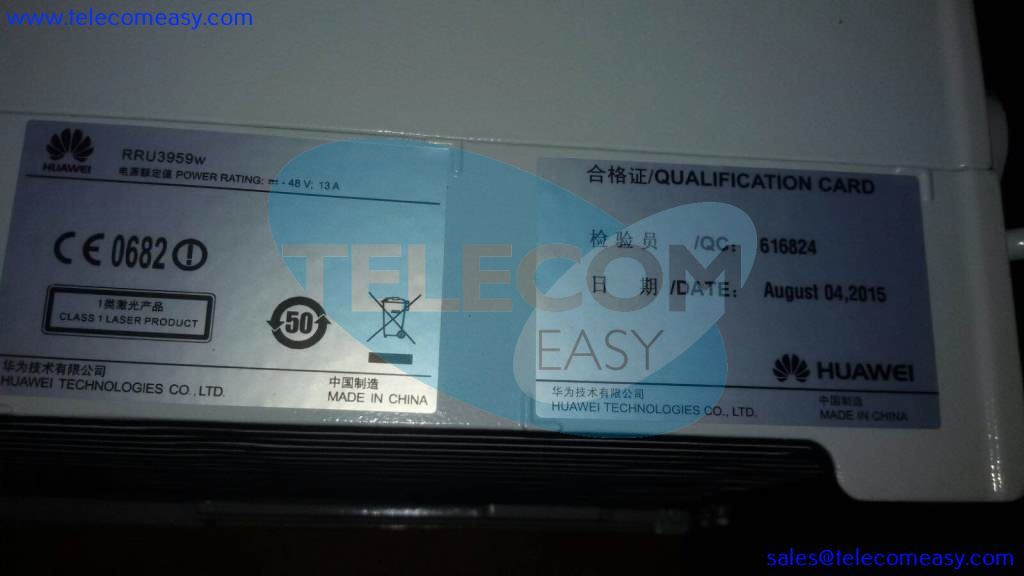 www.telecomeasy.com
HUAWEI
RRU3959w
电源额定值 POWER RATING: ⎓ - 48 V; 13 A
CE 0682
1类激光产品
CLASS 1 LASER PRODUCT
50
华为技术有限公司
HUAWEI TECHNOLOGIES CO., LTD.
中国制造
MADE IN CHINA
合格证/QUALIFICATION CARD
检验员 /QC: 616824
日 期 /DATE: August 04,2015
HUAWEI
华为技术有限公司
HUAWEI TECHNOLOGIES CO., LTD.
中国制造
MADE IN CHINA
TELECOM
EASY
sales@telecomeasy.com